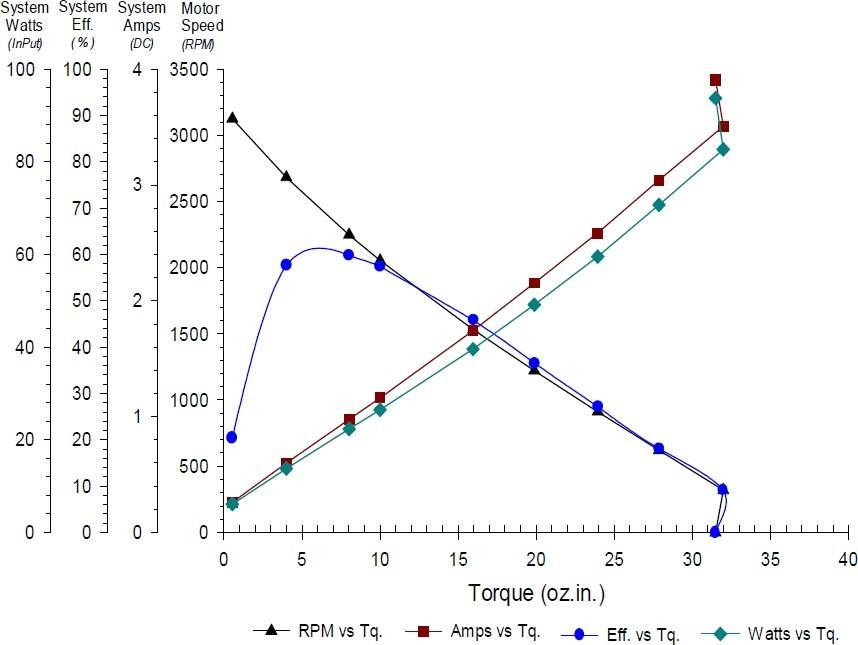 System System System Motor
Watts Eff. Amps Speed
(InPut) (%) (DC) (RPM)
100 100 4 3500
90 3000
80 80 3 2500
70
60 60 2000
50 2 1500
40 40
30 1 1000
20 20 500
10
0 0 0 0
0 5 10 15 20 25 30 35 40
Torque (oz.in.)
RPM vs Tq. Amps vs Tq. Eff. vs Tq. Watts vs Tq.